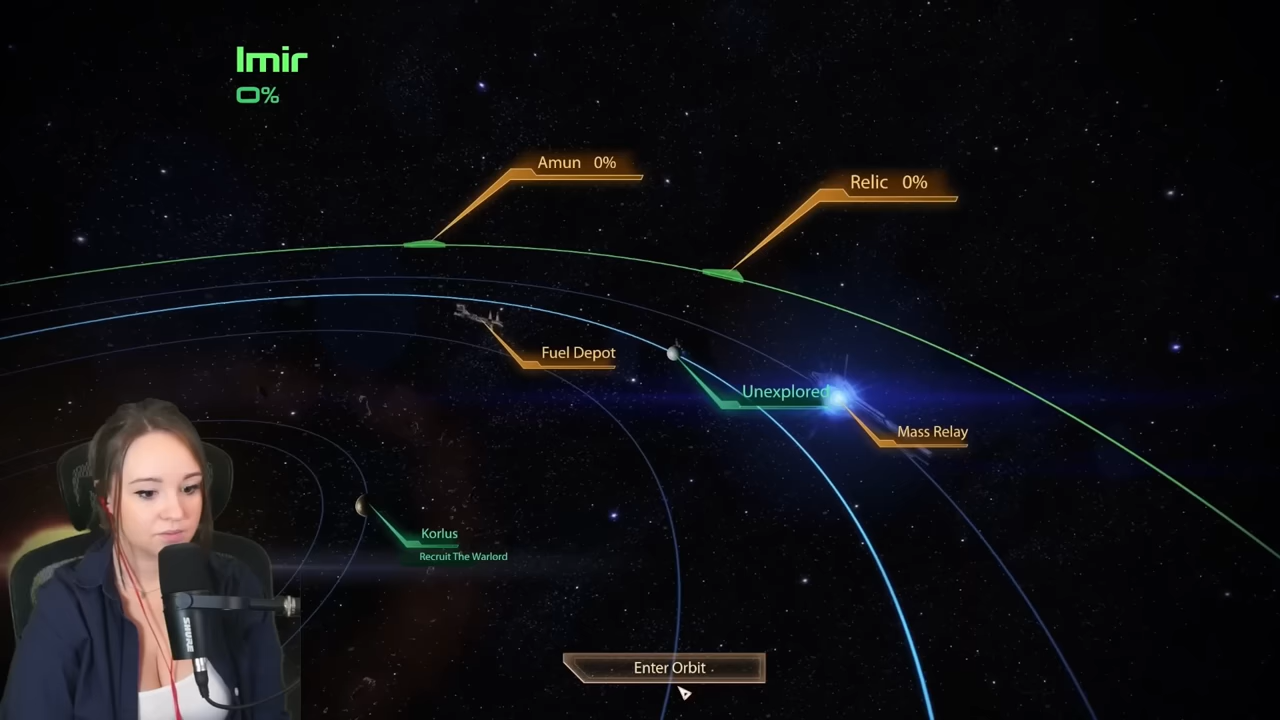 Imir
0%
Amun 0%
Relic 0%
Fuel Depot
Unexplored
Mass Relay
Korlus
Recruit The Warlord
Enter Orbit
SHURE